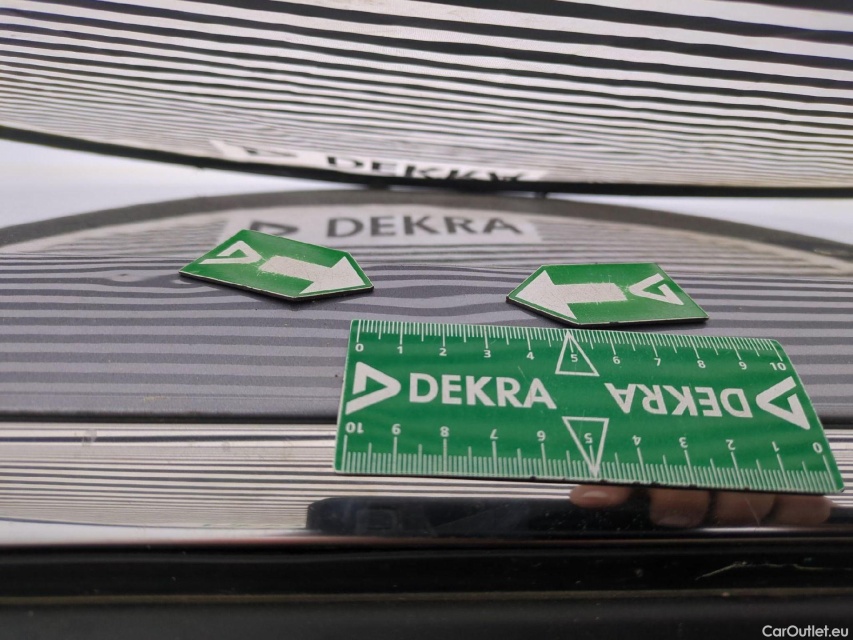 DEKRA
DEKRA
0 1 2 3 4 5 6 7 8 9 10
DEKRA DEKRA
10 9 8 7 6 5 4 3 2 1 0
CarOutlet.eu